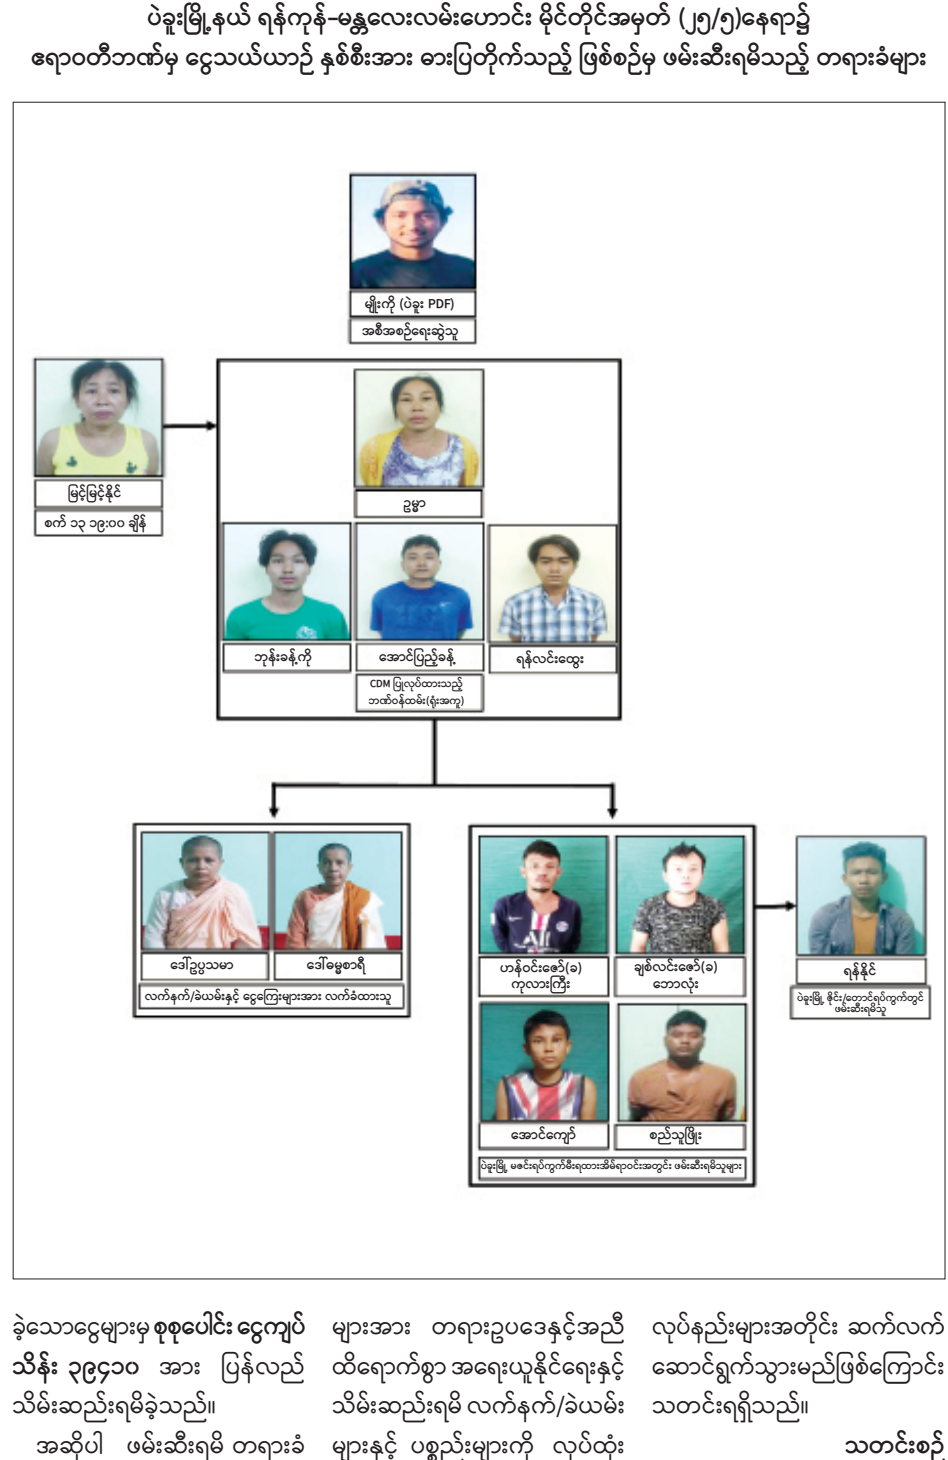 ပဲခူးမြို့နယ် ရန်ကုန်–မန္တလေးလမ်းဟောင်း မိုင်တိုင်အမှတ် (၂၅/၅)နေရာ၌
ဧရာဝတီဘဏ်မှ ငွေသယ်ယာဉ် နှစ်စီးအား ဓားပြတိုက်သည့် ဖြစ်စဉ်မှ ဖမ်းဆီးရမိသည့် တရားခံများ
မျိုးကို (ပဲခူး PDF)
အစီအစဉ်ရေးဆွဲသူ
မြင့်မြင့်နိုင်
စက် ၁၃ ၁၉:၀၀ ချိန်
ဥမ္မာ
ဘုန်းခန့်ကို
အောင်ပြည့်ခန့်
ရန်လင်းထွေး
CDM ပြုလုပ်ထားသည့်
ဘဏ်ဝန်ထမ်း(ရုံးအကူ)
ဒေါ်ဥပ္ပသမာ
ဒေါ်ဓမ္မစာရီ
လက်နက်/ခဲယမ်းနှင့် ငွေကြေးများအား လက်ခံထားသူ
ဟန်ဝင်းဇော်(ခ)
ကုလားကြီး
ချစ်လင်းဇော်(ခ)
ဘောလုံး
ရန်နိုင်
ပဲခူးမြို့ ဇိုင်း/တောင်ရပ်ကွက်တွင်
ဖမ်းဆီးရမိသူ
အောင်ကျော်
စည်သူဖြိုး
ပဲခူးမြို့ မဇင်းရပ်ကွက်မီးရထားအိမ်ရာဝင်းအတွင်း ဖမ်းဆီးရမိသူများ
ခဲ့သောငွေများမှ စုစုပေါင်း ငွေကျပ်
သိန်း ၃၉၄၁၀ အား ပြန်လည်
သိမ်းဆည်းရမိခဲ့သည်။
အဆိုပါ ဖမ်းဆီးရမိ တရားခံ
များအား တရားဥပဒေနှင့်အညီ
ထိရောက်စွာ အရေးယူနိုင်ရေးနှင့်
သိမ်းဆည်းရမိ လက်နက်/ခဲယမ်း
များနှင့် ပစ္စည်းများကို လုပ်ထုံး
လုပ်နည်းများအတိုင်း ဆက်လက်
ဆောင်ရွက်သွားမည်ဖြစ်ကြောင်း
သတင်းရရှိသည်။
သတင်းစဉ်